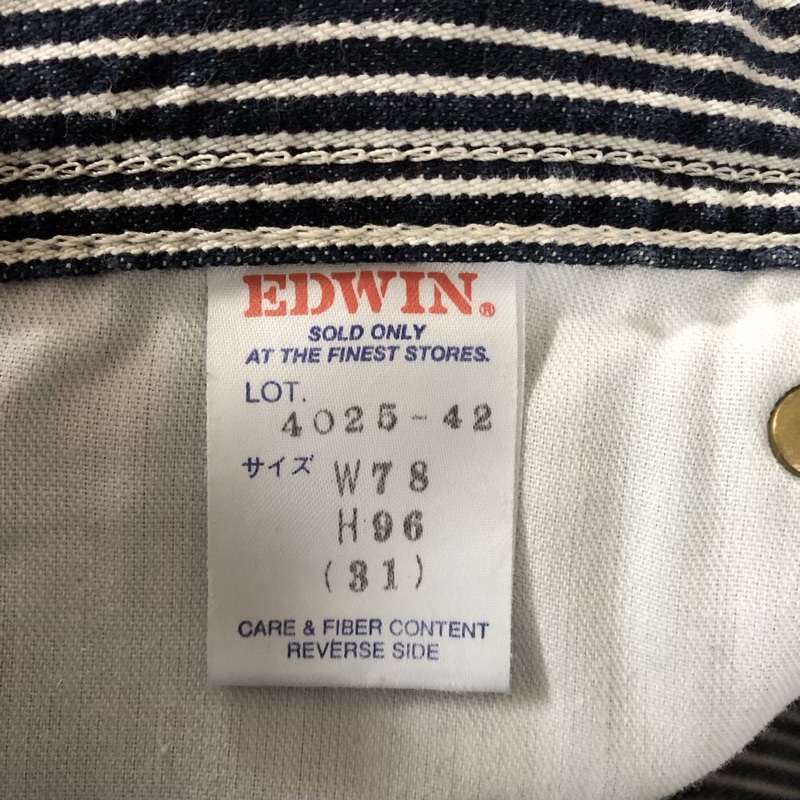 EDWIN®
SOLD ONLY
AT THE FINEST STORES.
LOT.
4025-42
サイズ W78
H96
(31)
CARE & FIBER CONTENT
REVERSE SIDE